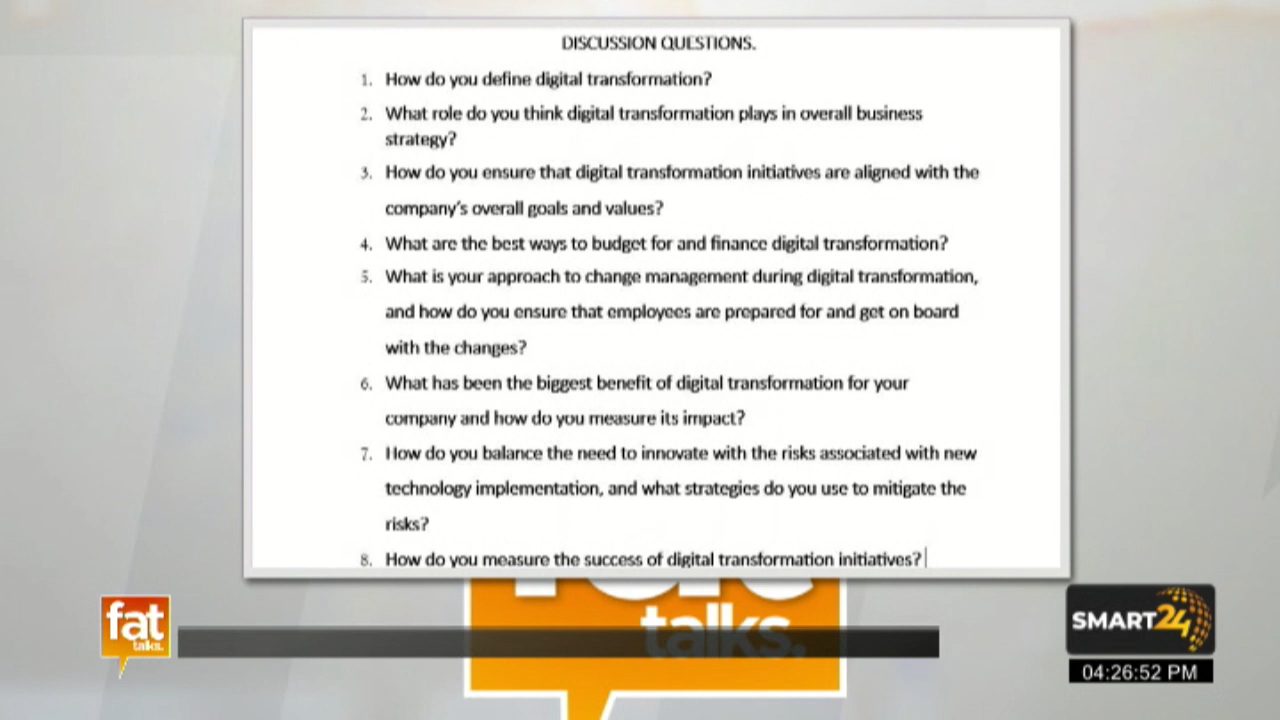 DISCUSSION QUESTIONS.
1. How do you define digital transformation?
2. What role do you think digital transformation plays in overall business
strategy?
3. How do you ensure that digital transformation initiatives are aligned with the
company's overall goals and values?
4. What are the best ways to budget for and finance digital transformation?
5. What is your approach to change management during digital transformation,
and how do you ensure that employees are prepared for and get on board
with the changes?
6. What has been the biggest benefit of digital transformation for your
company and how do you measure its impact?
7. How do you balance the need to innovate with the risks associated with new
technology implementation, and what strategies do you use to mitigate the
risks?
8. How do you measure the success of digital transformation initiatives?
talks.
fat
talks.
SMART24
04:26:52 PM